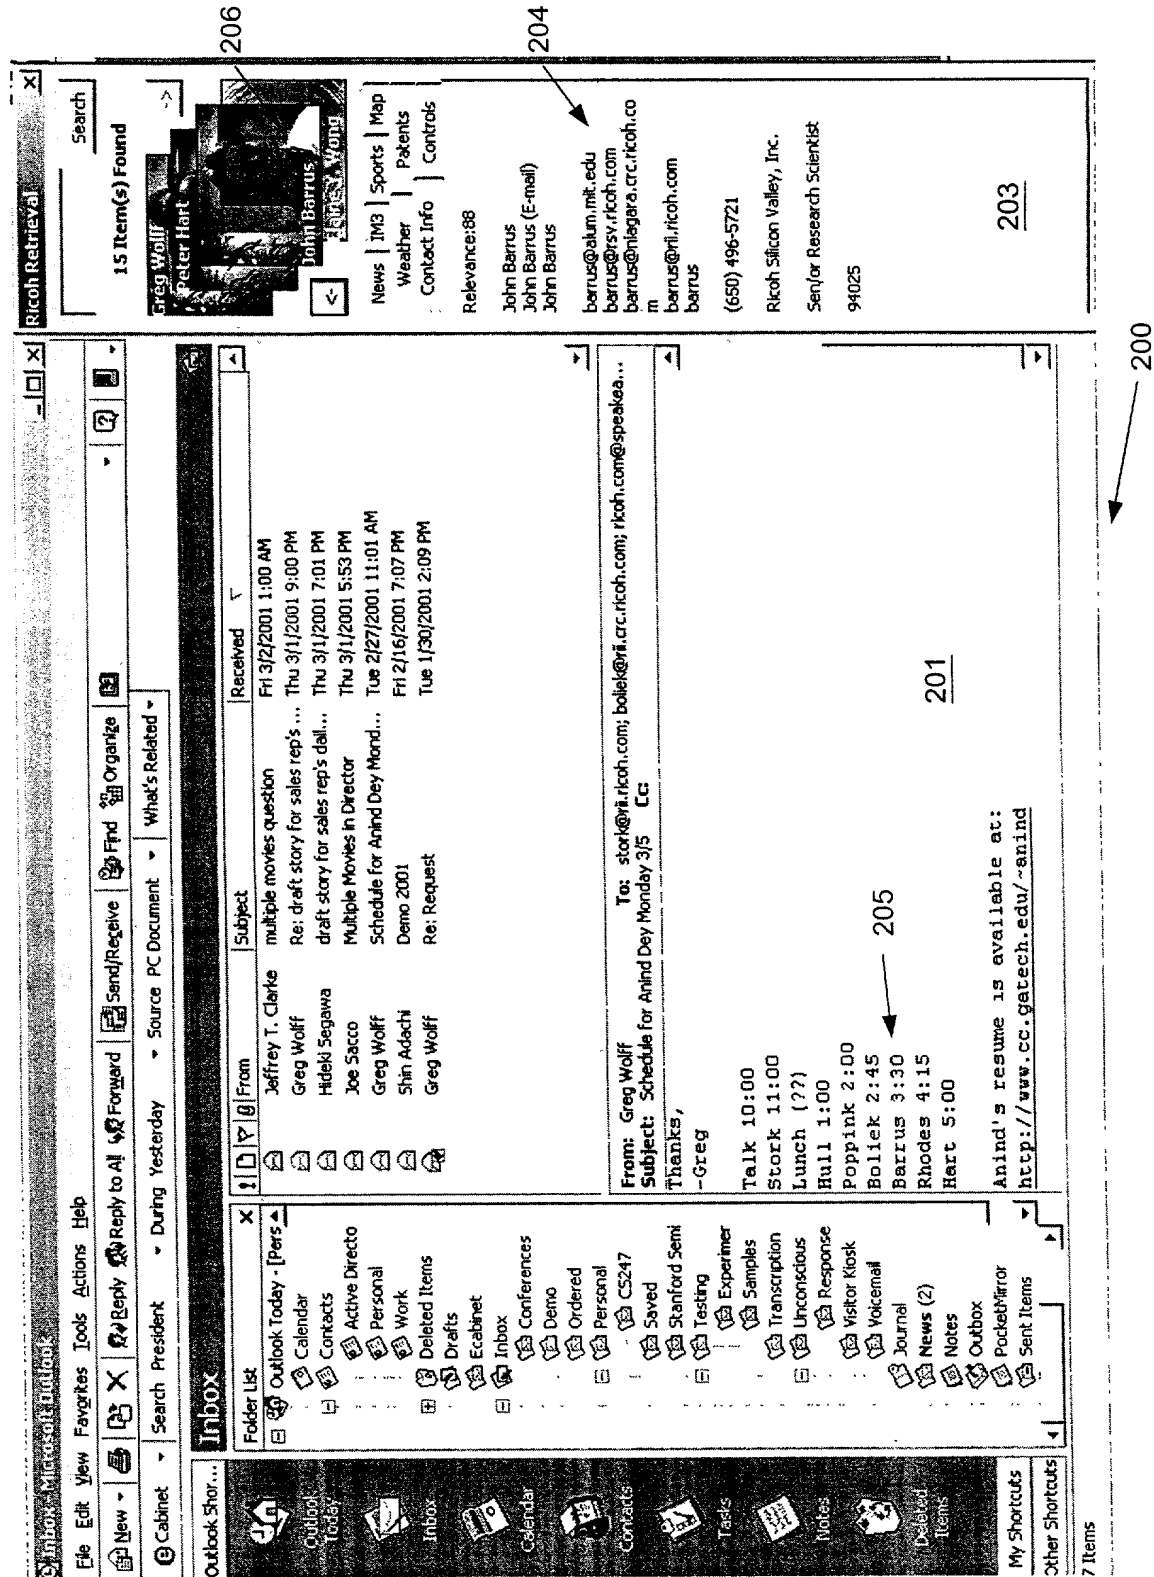 Inbox - Microsoft Outlook
File Edit View Favorites Tools Actions Help
New Reply Reply to All Forward Send/Receive Find Organize
Cabinet Search President During Yesterday Source PC Document What's Related
Outlook Shor...
Outlook Today
Inbox
Calendar
Contacts
Tasks
Notes
Deleted Items
My Shortcuts
Other Shortcuts
7 Items
Inbox
Folder List X
Outlook Today - [Pers
Calendar
Contacts
Active Directo
Personal
Work
Deleted Items
Drafts
Ecabinet
Inbox
Conferences
Demo
Ordered
Personal
CS247
Saved
Stanford Semi
Testing
Experimer
Samples
Transcription
Unconscious
Response
Visitor Kiosk
Voicemail
Journal
News (2)
Notes
Outbox
PocketMirror
Sent Items
! From Subject Received
Jeffrey T. Clarke multiple movies question Fri 3/2/2001 1:00 AM
Greg Wolff Re: draft story for sales rep's ... Thu 3/1/2001 9:00 PM
Hideki Segawa draft story for sales rep's dail... Thu 3/1/2001 7:01 PM
Joe Sacco Multiple Movies in Director Thu 3/1/2001 5:53 PM
Greg Wolff Schedule for Anind Dey Mond... Tue 2/27/2001 11:01 AM
Shin Adachi Demo 2001 Fri 2/16/2001 7:07 PM
Greg Wolff Re: Request Tue 1/30/2001 2:09 PM
From: Greg Wolff To: stork@rii.ricoh.com; boliek@rii.crc.ricoh.com; ricoh.com@speakea...
Subject: Schedule for Anind Dey Monday 3/5 Cc:
Thanks,
-Greg
Talk 10:00
Stork 11:00
Lunch (??)
Hull 1:00
Poppink 2:00
Boliek 2:45
Barrus 3:30
Rhodes 4:15
Hart 5:00
Anind's resume is available at:
http://www.cc.gatech.edu/~anind
205
201
Ricoh Retrieval X
Search
15 Item(s) Found
Greg Wolff
Peter Hart
John Barrus
Wong
<- ->
News | IM3 | Sports | Map
Weather | Patents
Contact Info | Controls
Relevance:88
John Barrus
John Barrus (E-mail)
John Barrus
barrus@alum.mit.edu
barrus@rsv.ricoh.com
barrus@niagara.crc.ricoh.co
m
barrus@rii.ricoh.com
barrus
(650) 496-5721
Ricoh Silicon Valley, Inc.
Sen/or Research Scientist
94025
203
206
204
200